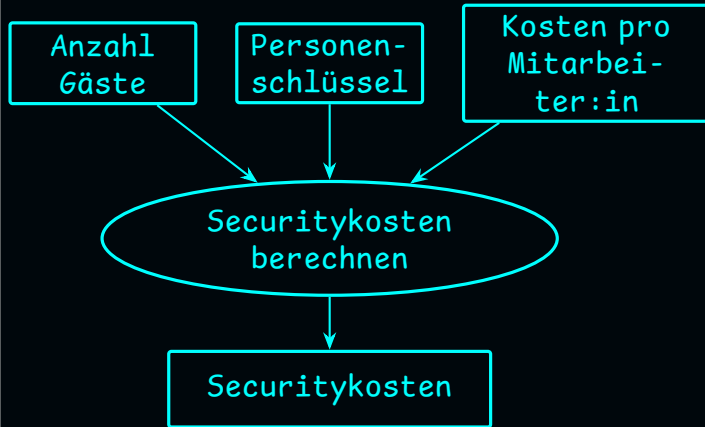 Anzahl
Gäste
Personen-
schlüssel
Kosten pro
Mitarbei-
ter:in
Securitykosten
berechnen
Securitykosten